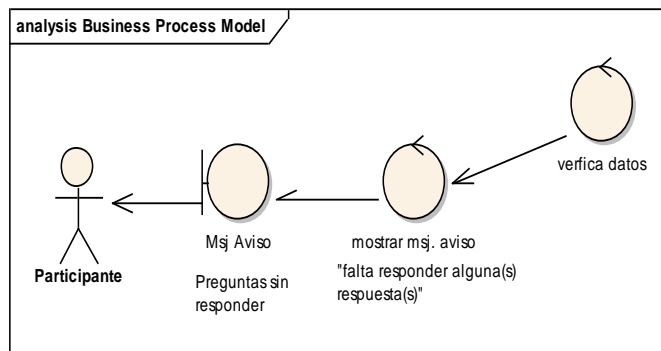 analysis Business Process Model
verfica datos
Msj Aviso
mostrar msj. aviso
Participante
Preguntas sin
responder
"falta responder alguna(s)
respuesta(s)"